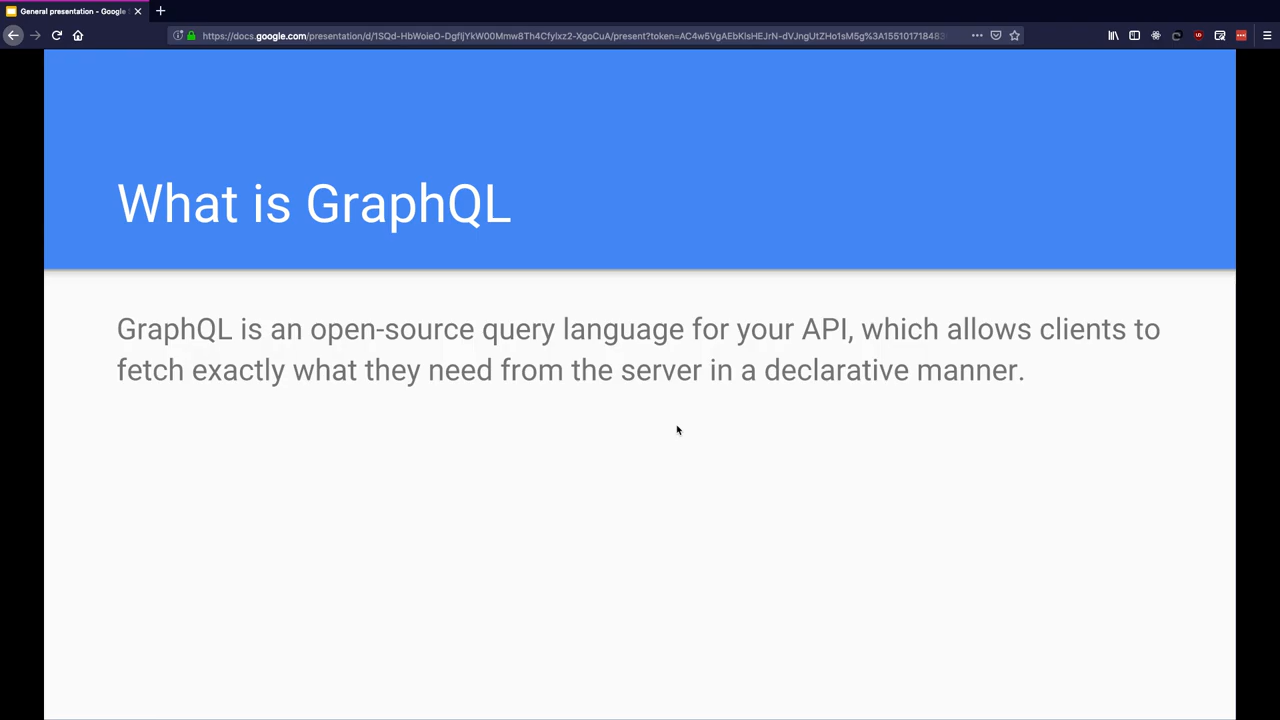 General presentation - Google
https://docs.google.com/presentation/d/1SQd-HbWoieO-DgfIjYkW00Mmw8Th4Cfylxz2-XgoCuA/present?token=AC4w5VgAEbKlsHEJrN-dVJngUtZHo1sM5g%3A155101718483
What is GraphQL
GraphQL is an open-source query language for your API, which allows clients to
fetch exactly what they need from the server in a declarative manner.